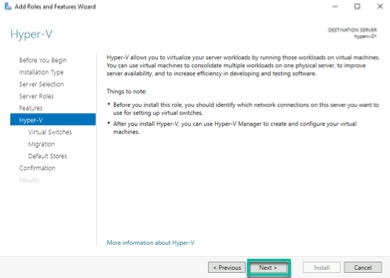 Add Roles and Features Wizard
Hyper-V
DESTINATION SERVER
hyperv-01
Before You Begin
Installation Type
Server Selection
Server Roles
Features
Hyper-V
Virtual Switches
Migration
Default Stores
Confirmation
Results
Hyper-V allows you to virtualize your server workloads by running those workloads on virtual machines.
You can use virtual machines to consolidate multiple workloads on one physical server, to improve
server availability, and to increase efficiency in developing and testing software.
Things to note:
• Before you install this role, you should identify which network connections on this server you want to
use for setting up virtual switches.
• After you install Hyper-V, you can use Hyper-V Manager to create and configure your virtual
machines.
More information about Hyper-V
< Previous
Next >
Install
Cancel